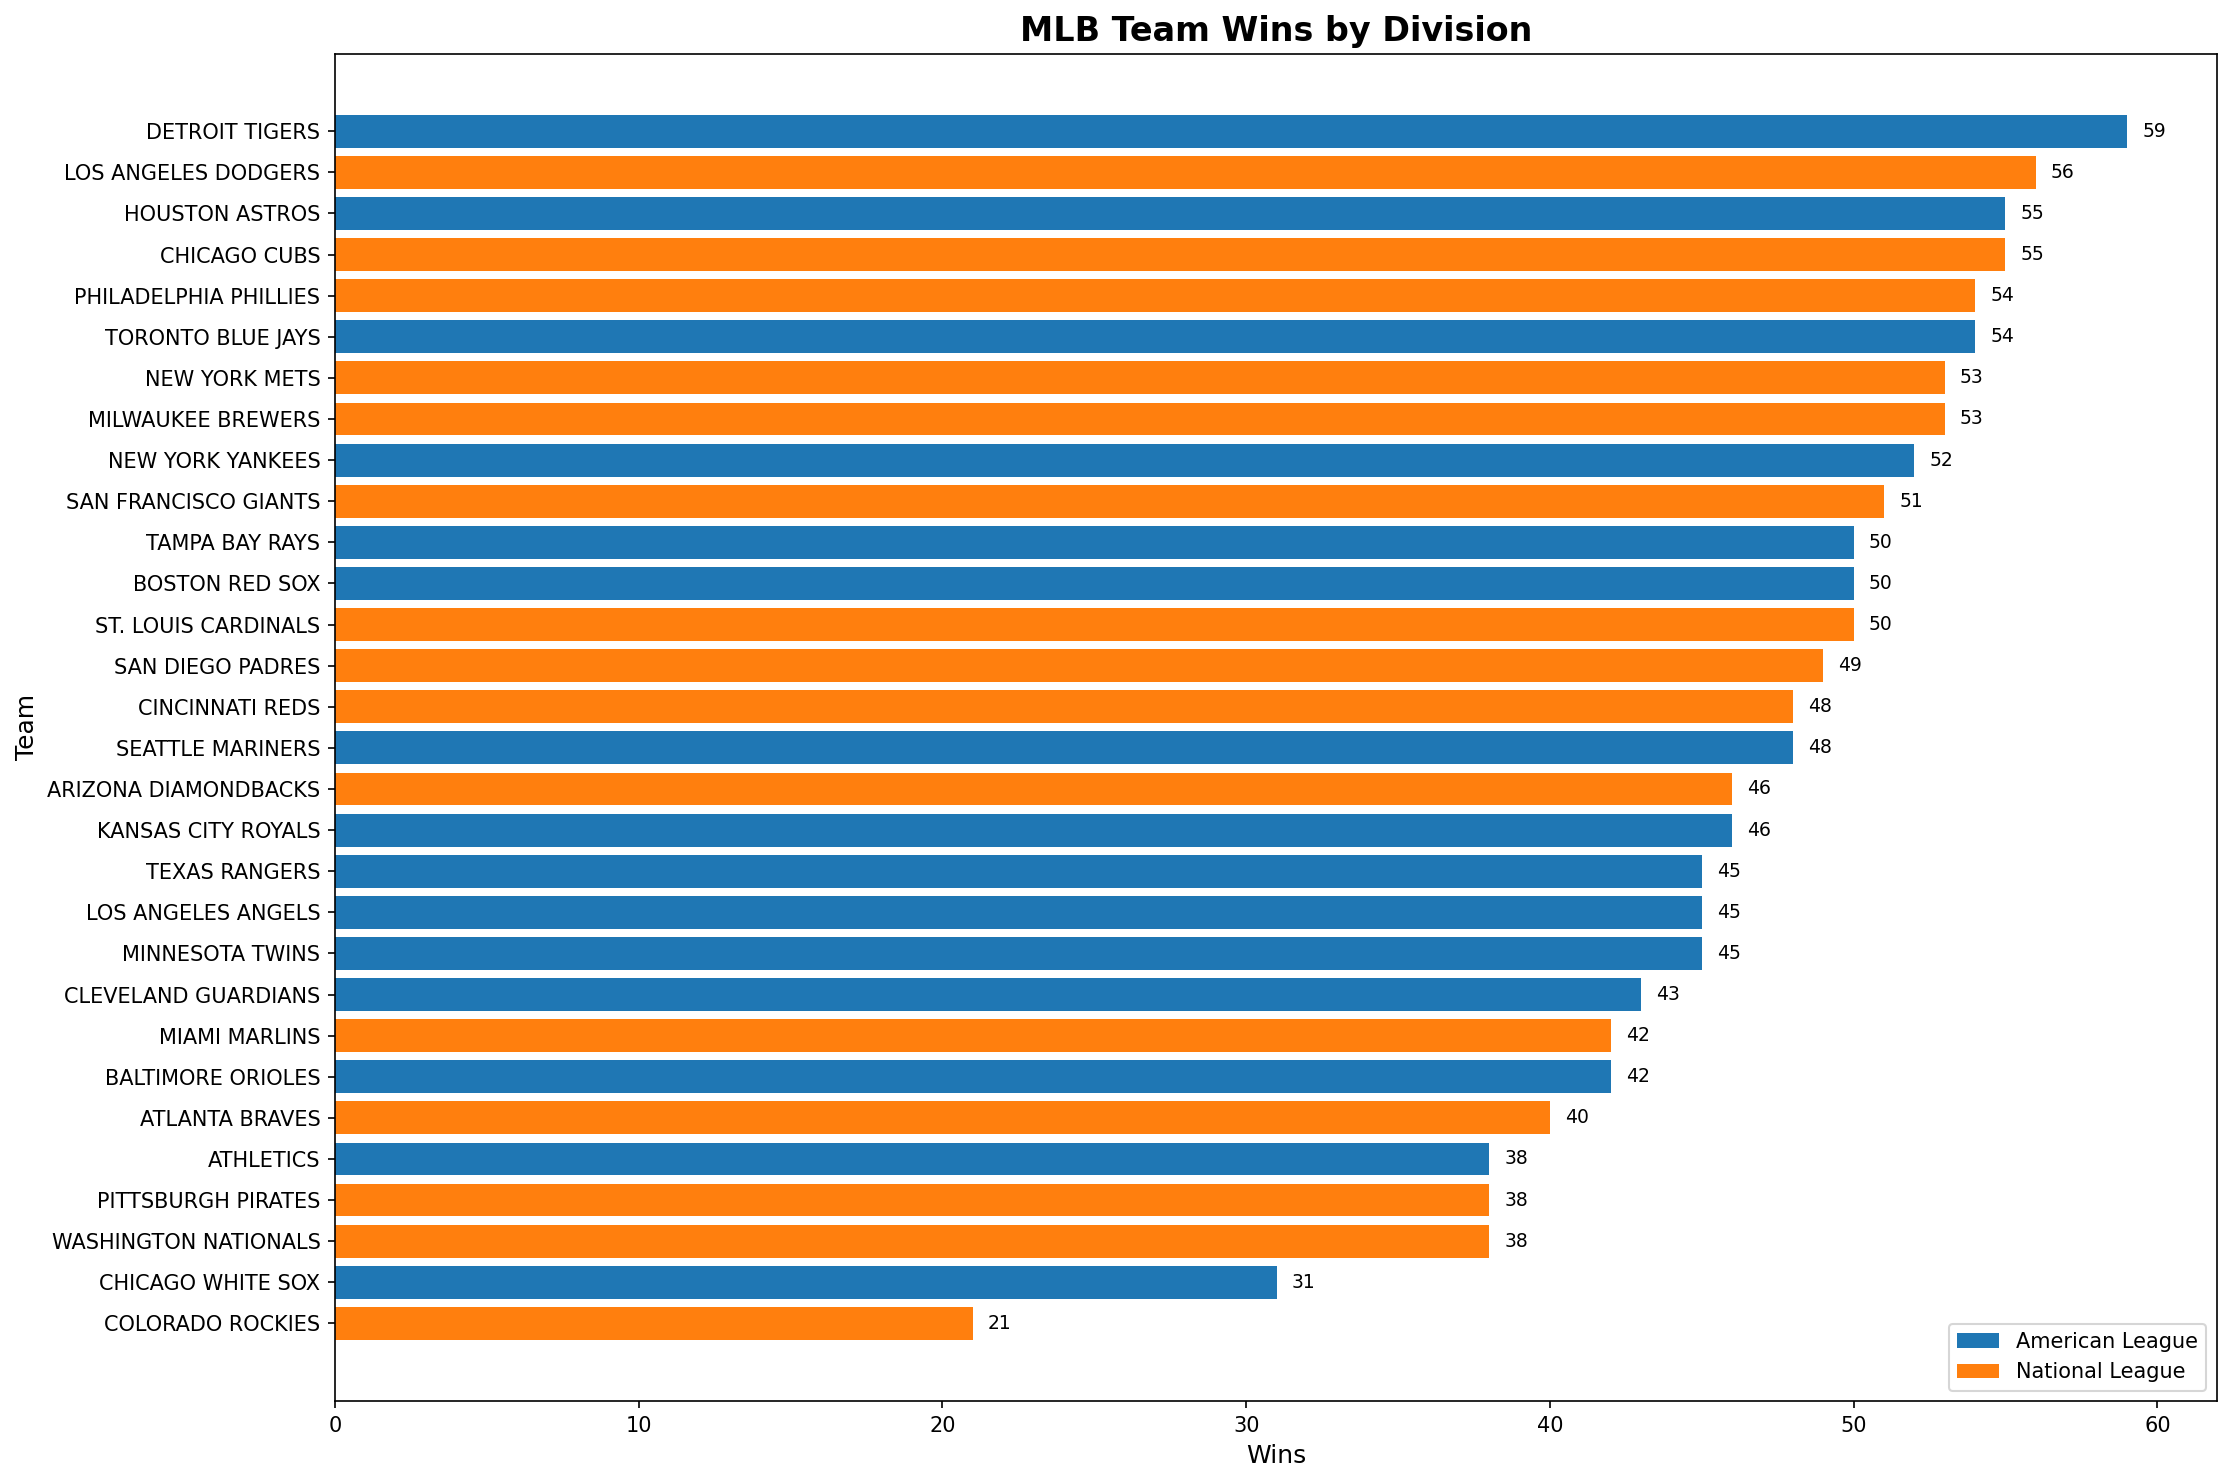 MLB Team Wins by Division
Team
DETROIT TIGERS 59
LOS ANGELES DODGERS 56
HOUSTON ASTROS 55
CHICAGO CUBS 55
PHILADELPHIA PHILLIES 54
TORONTO BLUE JAYS 54
NEW YORK METS 53
MILWAUKEE BREWERS 53
NEW YORK YANKEES 52
SAN FRANCISCO GIANTS 51
TAMPA BAY RAYS 50
BOSTON RED SOX 50
ST. LOUIS CARDINALS 50
SAN DIEGO PADRES 49
CINCINNATI REDS 48
SEATTLE MARINERS 48
ARIZONA DIAMONDBACKS 46
KANSAS CITY ROYALS 46
TEXAS RANGERS 45
LOS ANGELES ANGELS 45
MINNESOTA TWINS 45
CLEVELAND GUARDIANS 43
MIAMI MARLINS 42
BALTIMORE ORIOLES 42
ATLANTA BRAVES 40
ATHLETICS 38
PITTSBURGH PIRATES 38
WASHINGTON NATIONALS 38
CHICAGO WHITE SOX 31
COLORADO ROCKIES 21
American League
National League
0 10 20 30 40 50 60
Wins